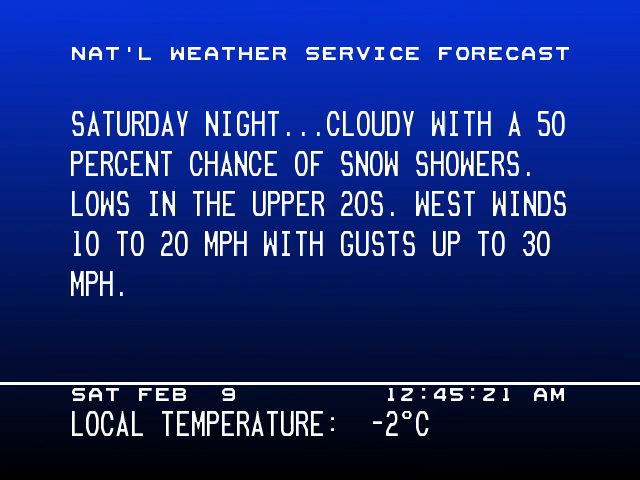 NAT'L WEATHER SERVICE FORECAST
SATURDAY NIGHT...CLOUDY WITH A 50
PERCENT CHANCE OF SNOW SHOWERS.
LOWS IN THE UPPER 20S. WEST WINDS
10 TO 20 MPH WITH GUSTS UP TO 30
MPH.
SAT FEB  9 12:45:21 AM
LOCAL TEMPERATURE:  -2°C